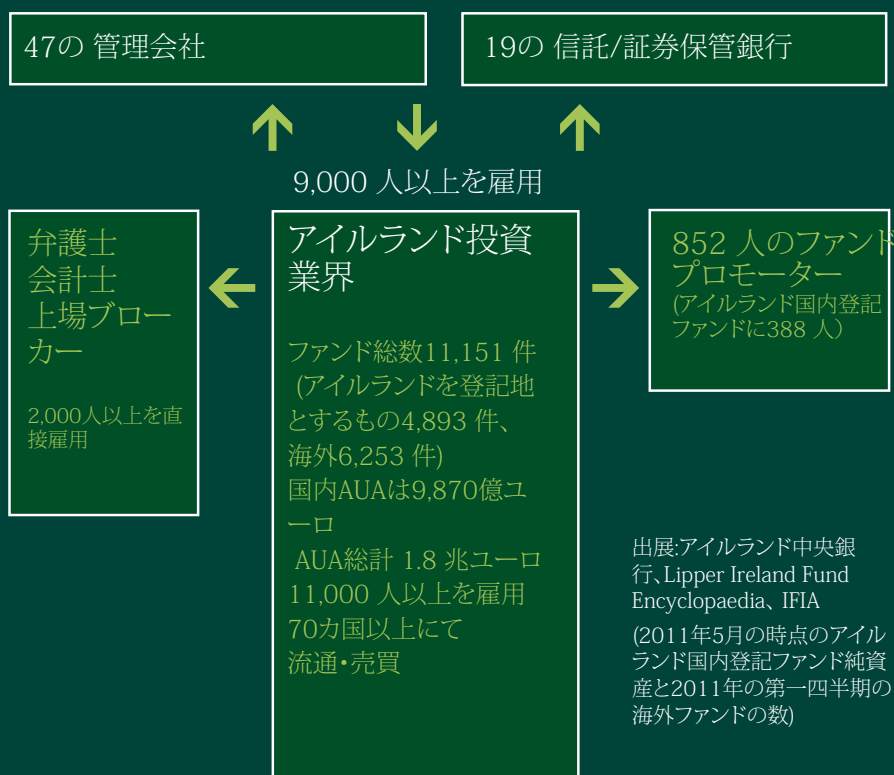 47の 管理会社
19の 信託/証券保管銀行
9,000 人以上を雇用
弁護士
会計士
上場ブロー
カー
2,000人以上を直
接雇用
アイルランド投資
業界
ファンド総数11,151 件
(アイルランドを登記地
とするもの4,893 件、
海外6,253 件)
国内AUAは9,870億ユ
ーロ
AUA総計 1.8 兆ユーロ
11,000 人以上を雇用
70カ国以上にて
流通・売買
852 人のファンド
プロモーター
(アイルランド国内登記
ファンドに388 人)
出展:アイルランド中央銀
行、Lipper Ireland Fund
Encyclopaedia、IFIA
(2011年5月の時点のアイル
ランド国内登記ファンド純資
産と2011年の第一四半期の
海外ファンドの数)